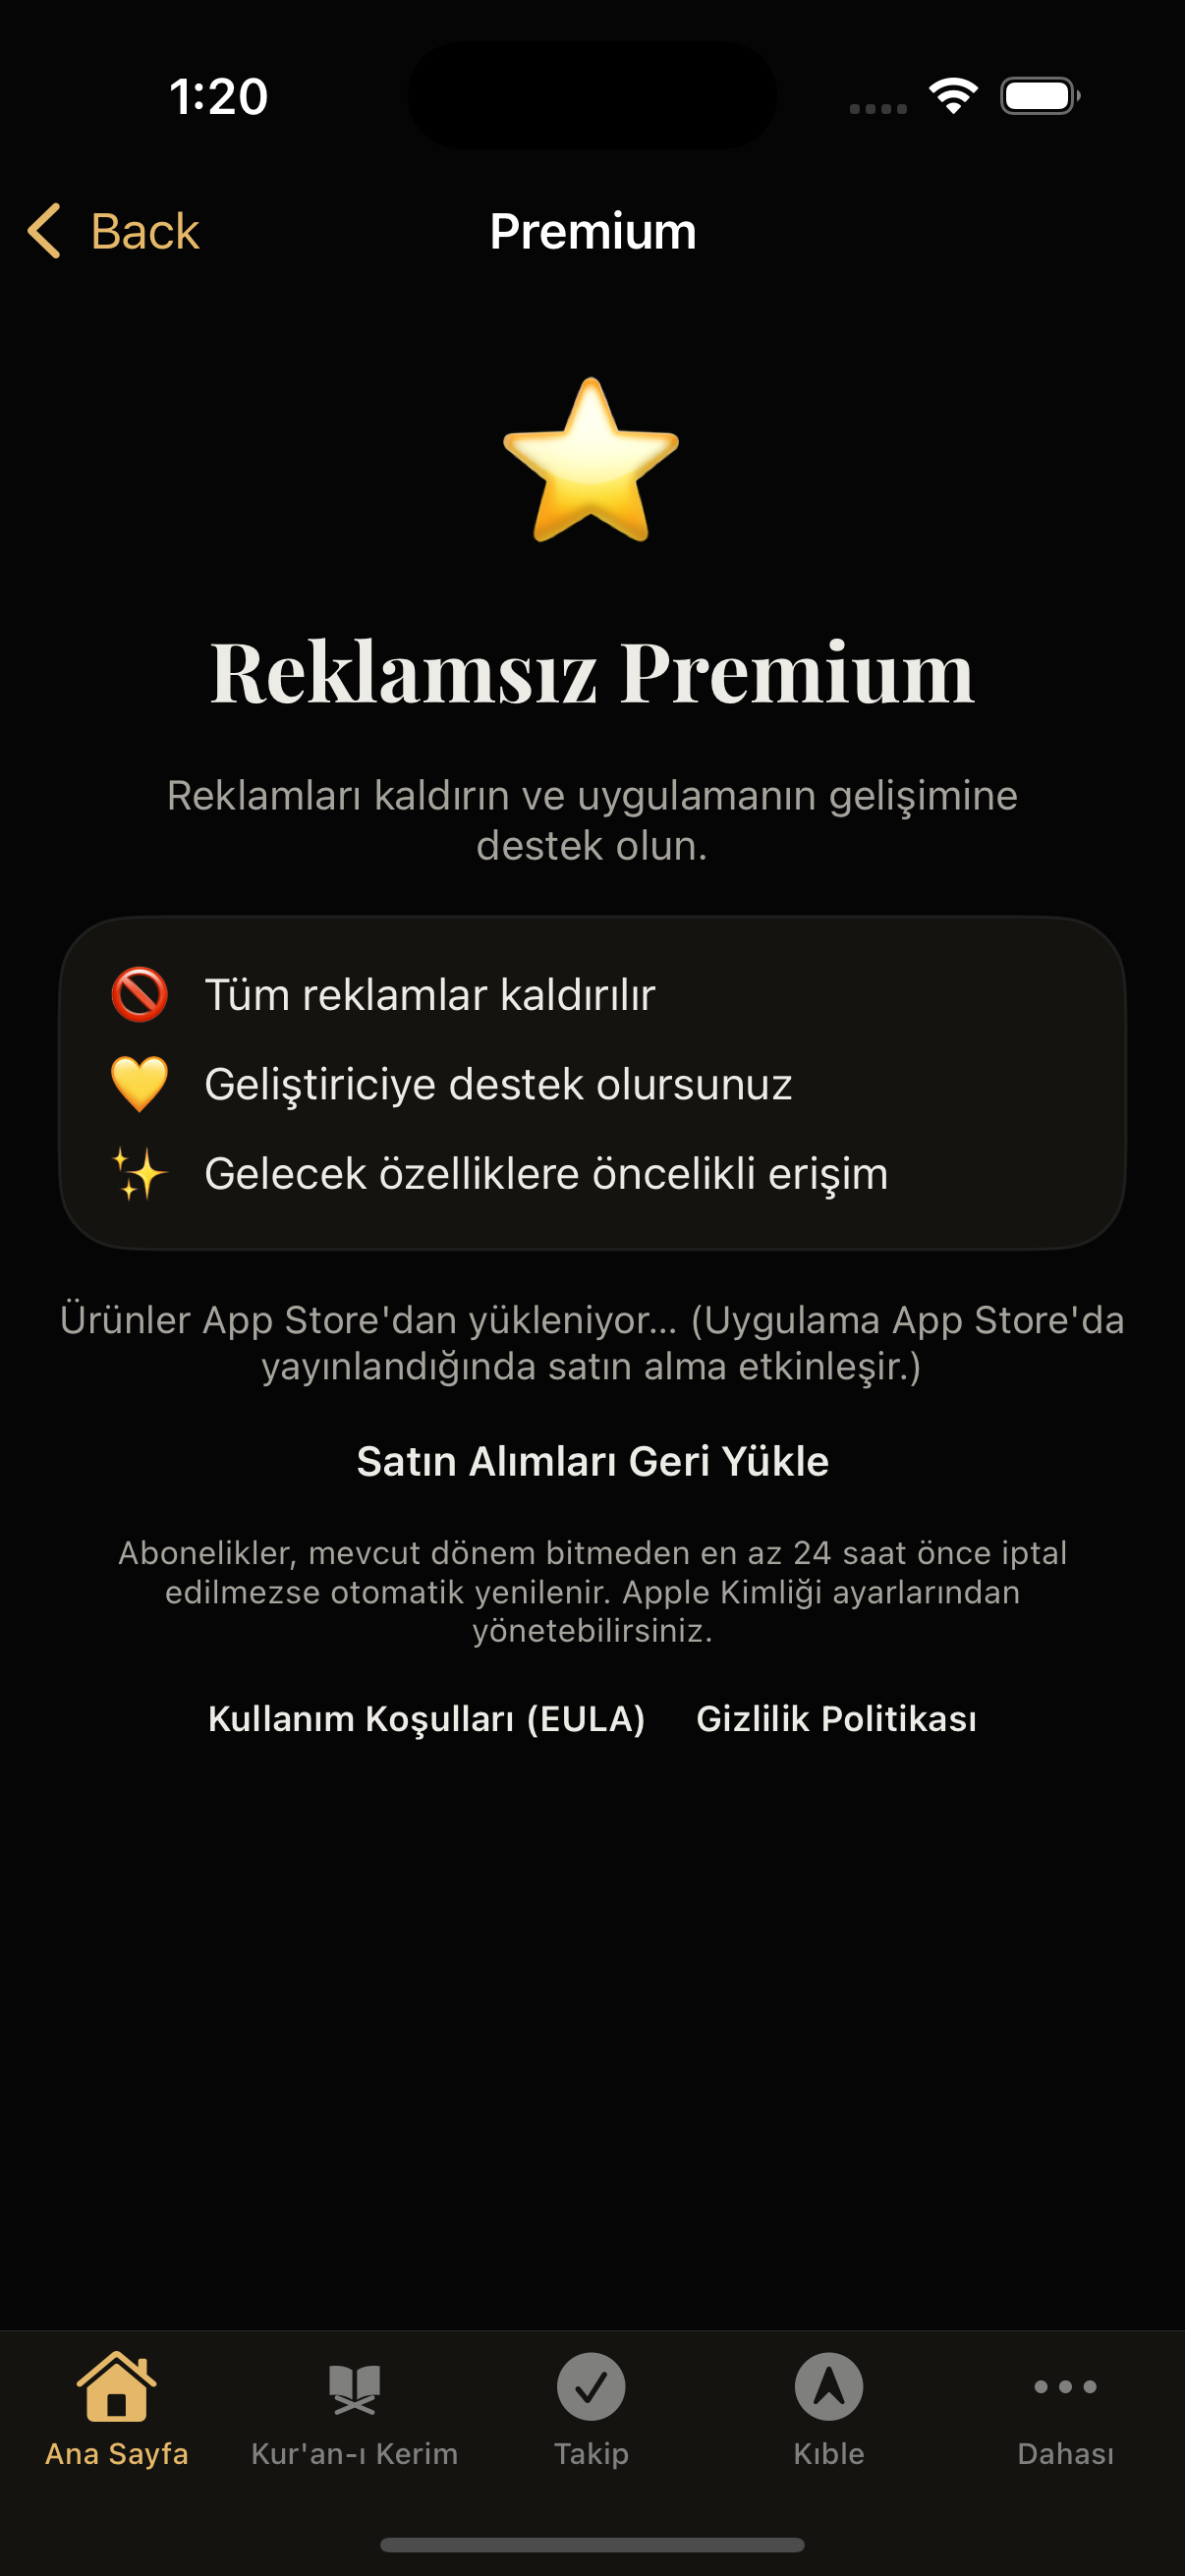 1:20
Back
Premium
Reklamsız Premium
Reklamları kaldırın ve uygulamanın gelişimine
destek olun.
Tüm reklamlar kaldırılır
Geliştiriciye destek olursunuz
Gelecek özelliklere öncelikli erişim
Ürünler App Store'dan yükleniyor... (Uygulama App Store'da
yayınlandığında satın alma etkinleşir.)
Satın Alımları Geri Yükle
Abonelikler, mevcut dönem bitmeden en az 24 saat önce iptal
edilmezse otomatik yenilenir. Apple Kimliği ayarlarından
yönetebilirsiniz.
Kullanım Koşulları (EULA) Gizlilik Politikası
Ana Sayfa Kur'an-ı Kerim Takip Kıble Dahası